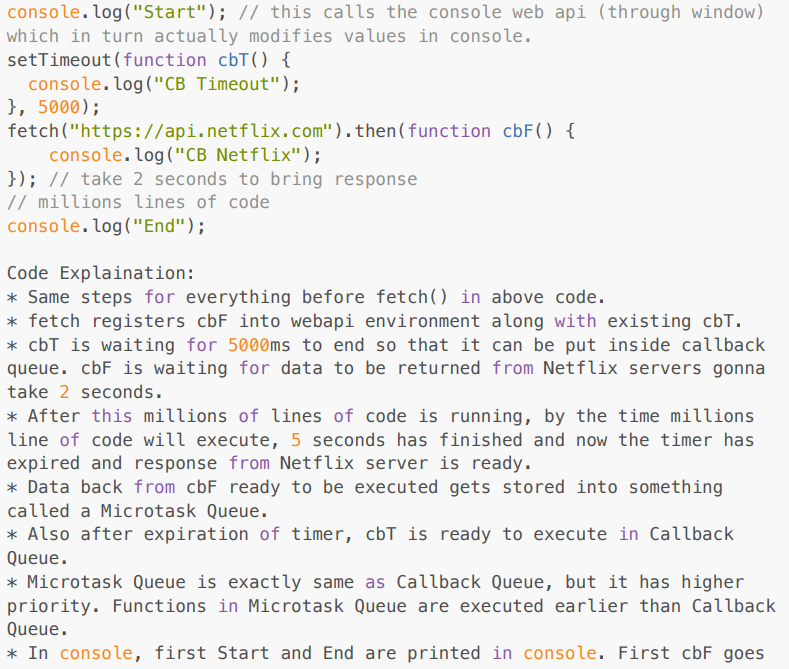 console.log("Start"); // this calls the console web api (through window)
which in turn actually modifies values in console.
setTimeout(function cbT() {
  console.log("CB Timeout");
}, 5000);
fetch("https://api.netflix.com").then(function cbF() {
    console.log("CB Netflix");
}); // take 2 seconds to bring response
// millions lines of code
console.log("End");

Code Explaination:
* Same steps for everything before fetch() in above code.
* fetch registers cbF into webapi environment along with existing cbT.
* cbT is waiting for 5000ms to end so that it can be put inside callback
queue. cbF is waiting for data to be returned from Netflix servers gonna
take 2 seconds.
* After this millions of lines of code is running, by the time millions
line of code will execute, 5 seconds has finished and now the timer has
expired and response from Netflix server is ready.
* Data back from cbF ready to be executed gets stored into something
called a Microtask Queue.
* Also after expiration of timer, cbT is ready to execute in Callback
Queue.
* Microtask Queue is exactly same as Callback Queue, but it has higher
priority. Functions in Microtask Queue are executed earlier than Callback
Queue.
* In console, first Start and End are printed in console. First cbF goes